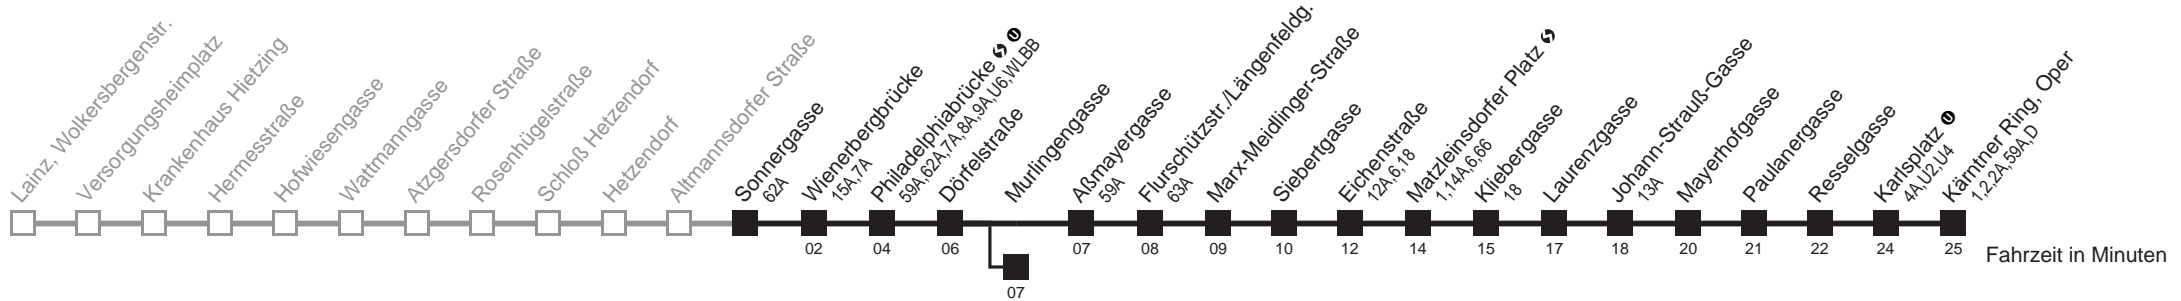 Lainz, Wolkersbergenstr.
Versorgungsheimplatz
Krankenhaus Hietzing
Hermesstraße
Hofwiesengasse
Wattmanngasse
Atzgersdorfer Straße
Rosenhügelstraße
Schloß Hetzendorf
Hetzendorf
Altmannsdorfer Straße
Sonnergasse
62A
Wienerbergbrücke
15A,7A
02
Philadelphiabrücke U
59A,62A,7A,8A,9A,U6,WLBB
04
Dörfelstraße
06
Murlingengasse
07
Aßmayergasse
59A
07
Flurschützstr./Längenfeldg.
63A
08
Marx-Meidlinger-Straße
09
Siebertgasse
10
Eichenstraße
12A,6,18
12
Matzleinsdorfer Platz
1,14A,6,66
14
Kliebergasse
18
15
Laurenzgasse
17
Johann-Strauß-Gasse
13A
18
Mayerhofgasse
20
Paulanergasse
21
Resselgasse
22
Karlsplatz U
4A,U2,U4
24
Kärntner Ring, Oper
1,2,2A,59A,D
25
Fahrzeit in Minuten